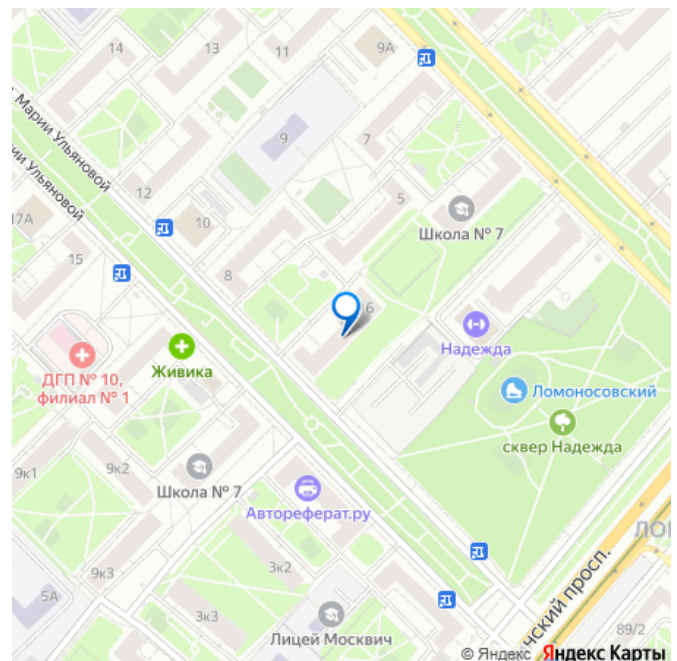 14
13
11
9А
9
7
Марии Ульяновой
Ульяновой
12
10
5
Школа № 7
17А
15
8
6
Надежда
Живика
ДГП № 10,
филиал № 1
Ломоносовский
сквер Надежда
9к1
9к2
Школа № 7
Автореферат.ру
9к3
3к2
5А
3к3
Лицей Москвич
нский просп.
89/2
© Яндекс Яндекс Карты